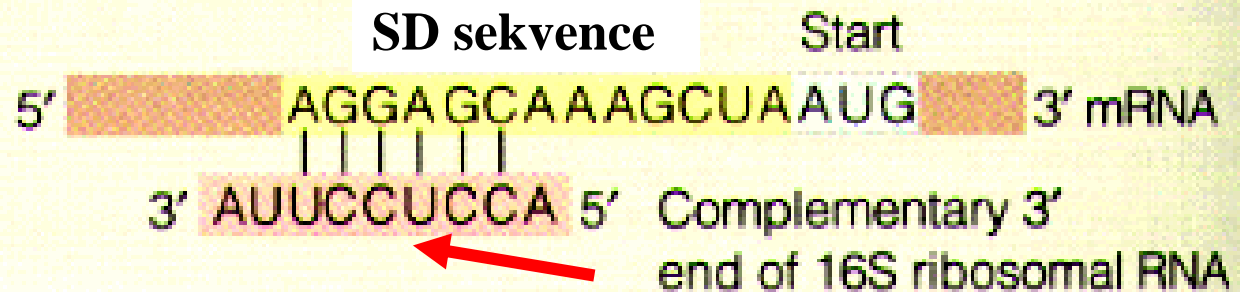 SD sekvence Start
5′ AGGAGCAAAGCUAAUG 3′ mRNA
3′ AUUCCUCCA 5′ Complementary 3′
end of 16S ribosomal RNA